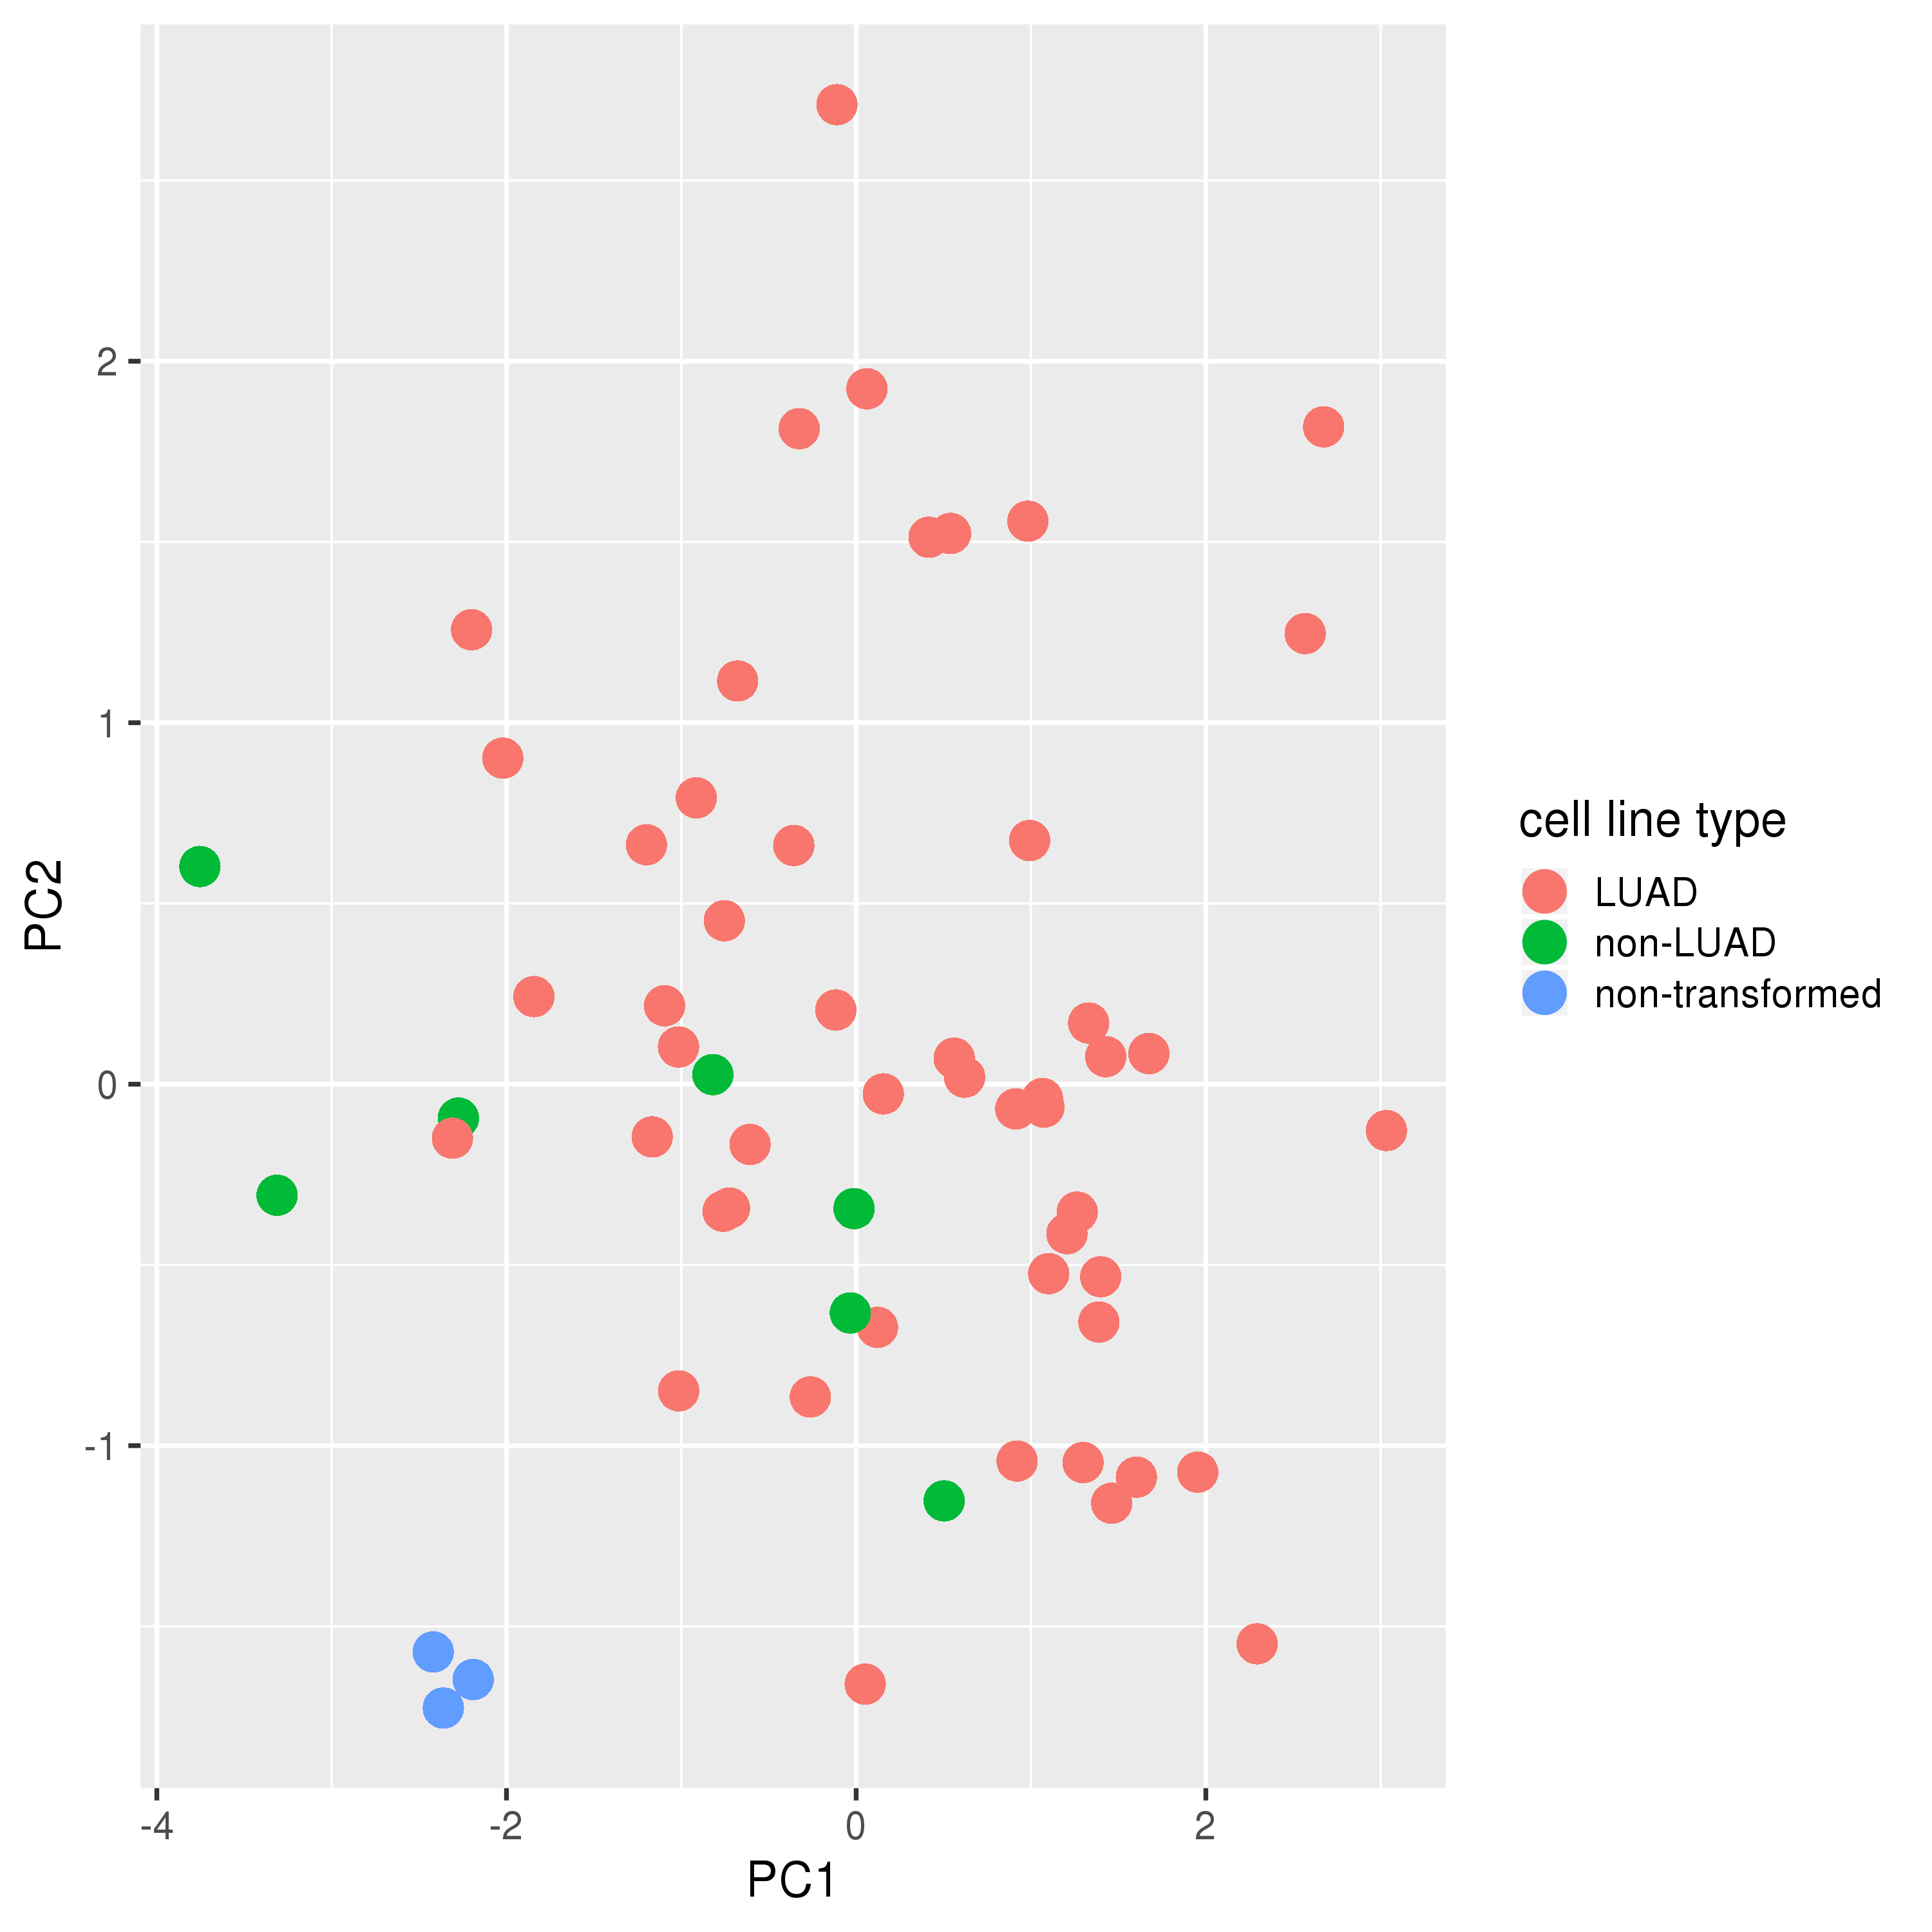 2
1
0
-1
PC2
-4
-2
0
2
PC1
cell line type
LUAD
non-LUAD
non-transformed